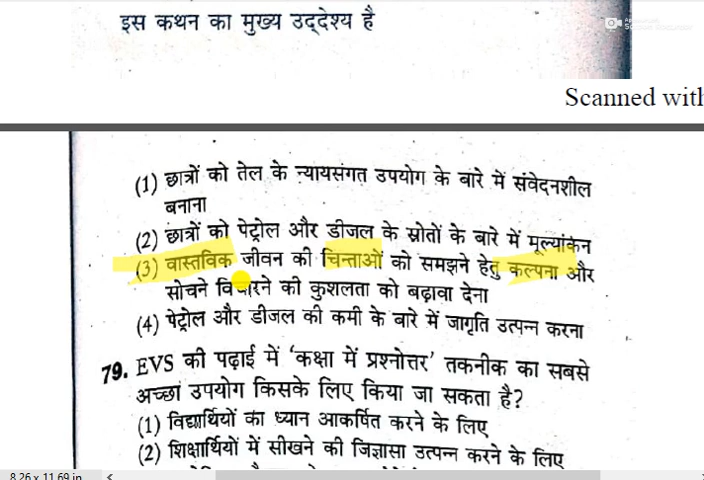 इस कथन का मुख्य उद्देश्य है
Scanned with
(1) छात्रों को तेल के न्यायसंगत उपयोग के बारे में संवेदनशील
बनाना
(2) छात्रों को पेट्रोल और डीजल के स्रोतों के बारे में मूल्यांकन
(3) वास्तविक जीवन की चिन्ताओं को समझने हेतु कल्पना और
सोचने विचारने की कुशलता को बढ़ावा देना
(4) पेट्रोल और डीजल की कमी के बारे में जागृति उत्पन्न करना
79. EVS की पढ़ाई में ‘कक्षा में प्रश्नोत्तर’ तकनीक का सबसे
अच्छा उपयोग किसके लिए किया जा सकता है?
(1) विद्यार्थियों का ध्यान आकर्षित करने के लिए
(2) शिक्षार्थियों में सीखने की जिज्ञासा उत्पन्न करने के लिए
8.26 x 11.69 in